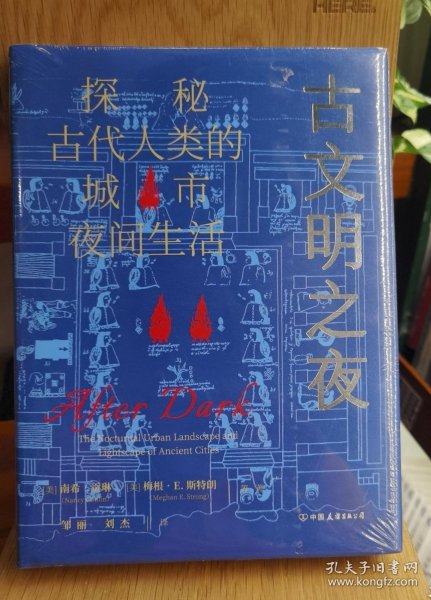 HERE.
古文明之夜
探秘
古代人类的
城市
夜间生活
After Dark
The Nocturnal Urban Landscape and
Lightscape of Ancient Cities
[美]南希·贡琳 [美]梅根·E.斯特朗 编著
(Meghan E. Strong)
邹丽 刘杰 译
中国友谊出版公司
孔夫子旧书网
www.kongfz.com